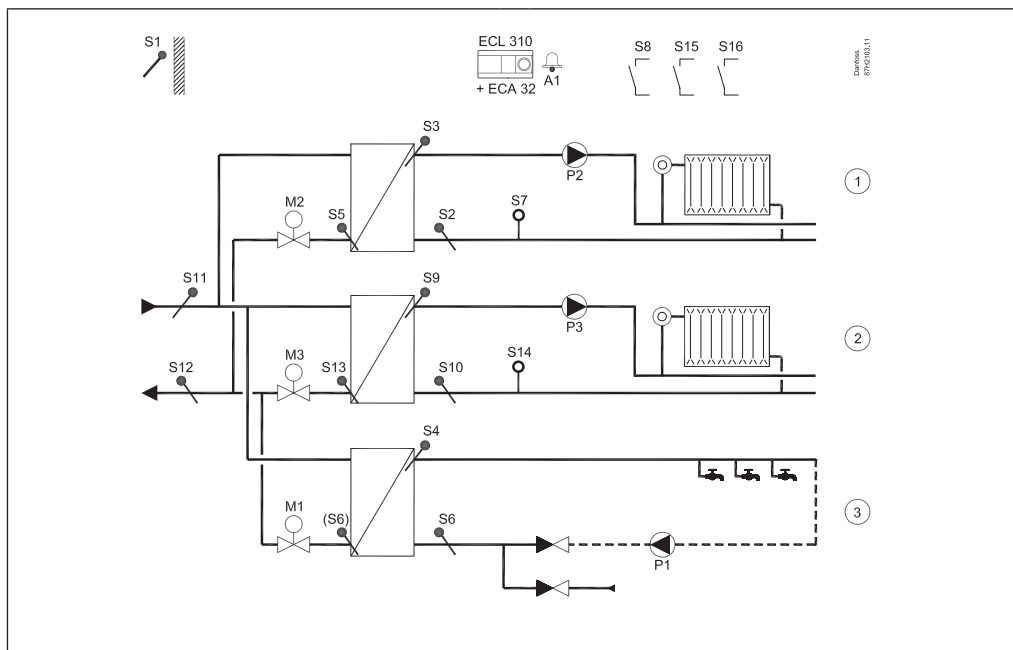 S1
ECL 310
A1
+ ECA 32
S8 S15 S16
Danfoss
87H2103.11
S3
P2
M2
S5
S2
S7
1
S11
S9
P3
M3
S12
S13
S10
S14
2
S4
M1
(S6)
S6
P1
3